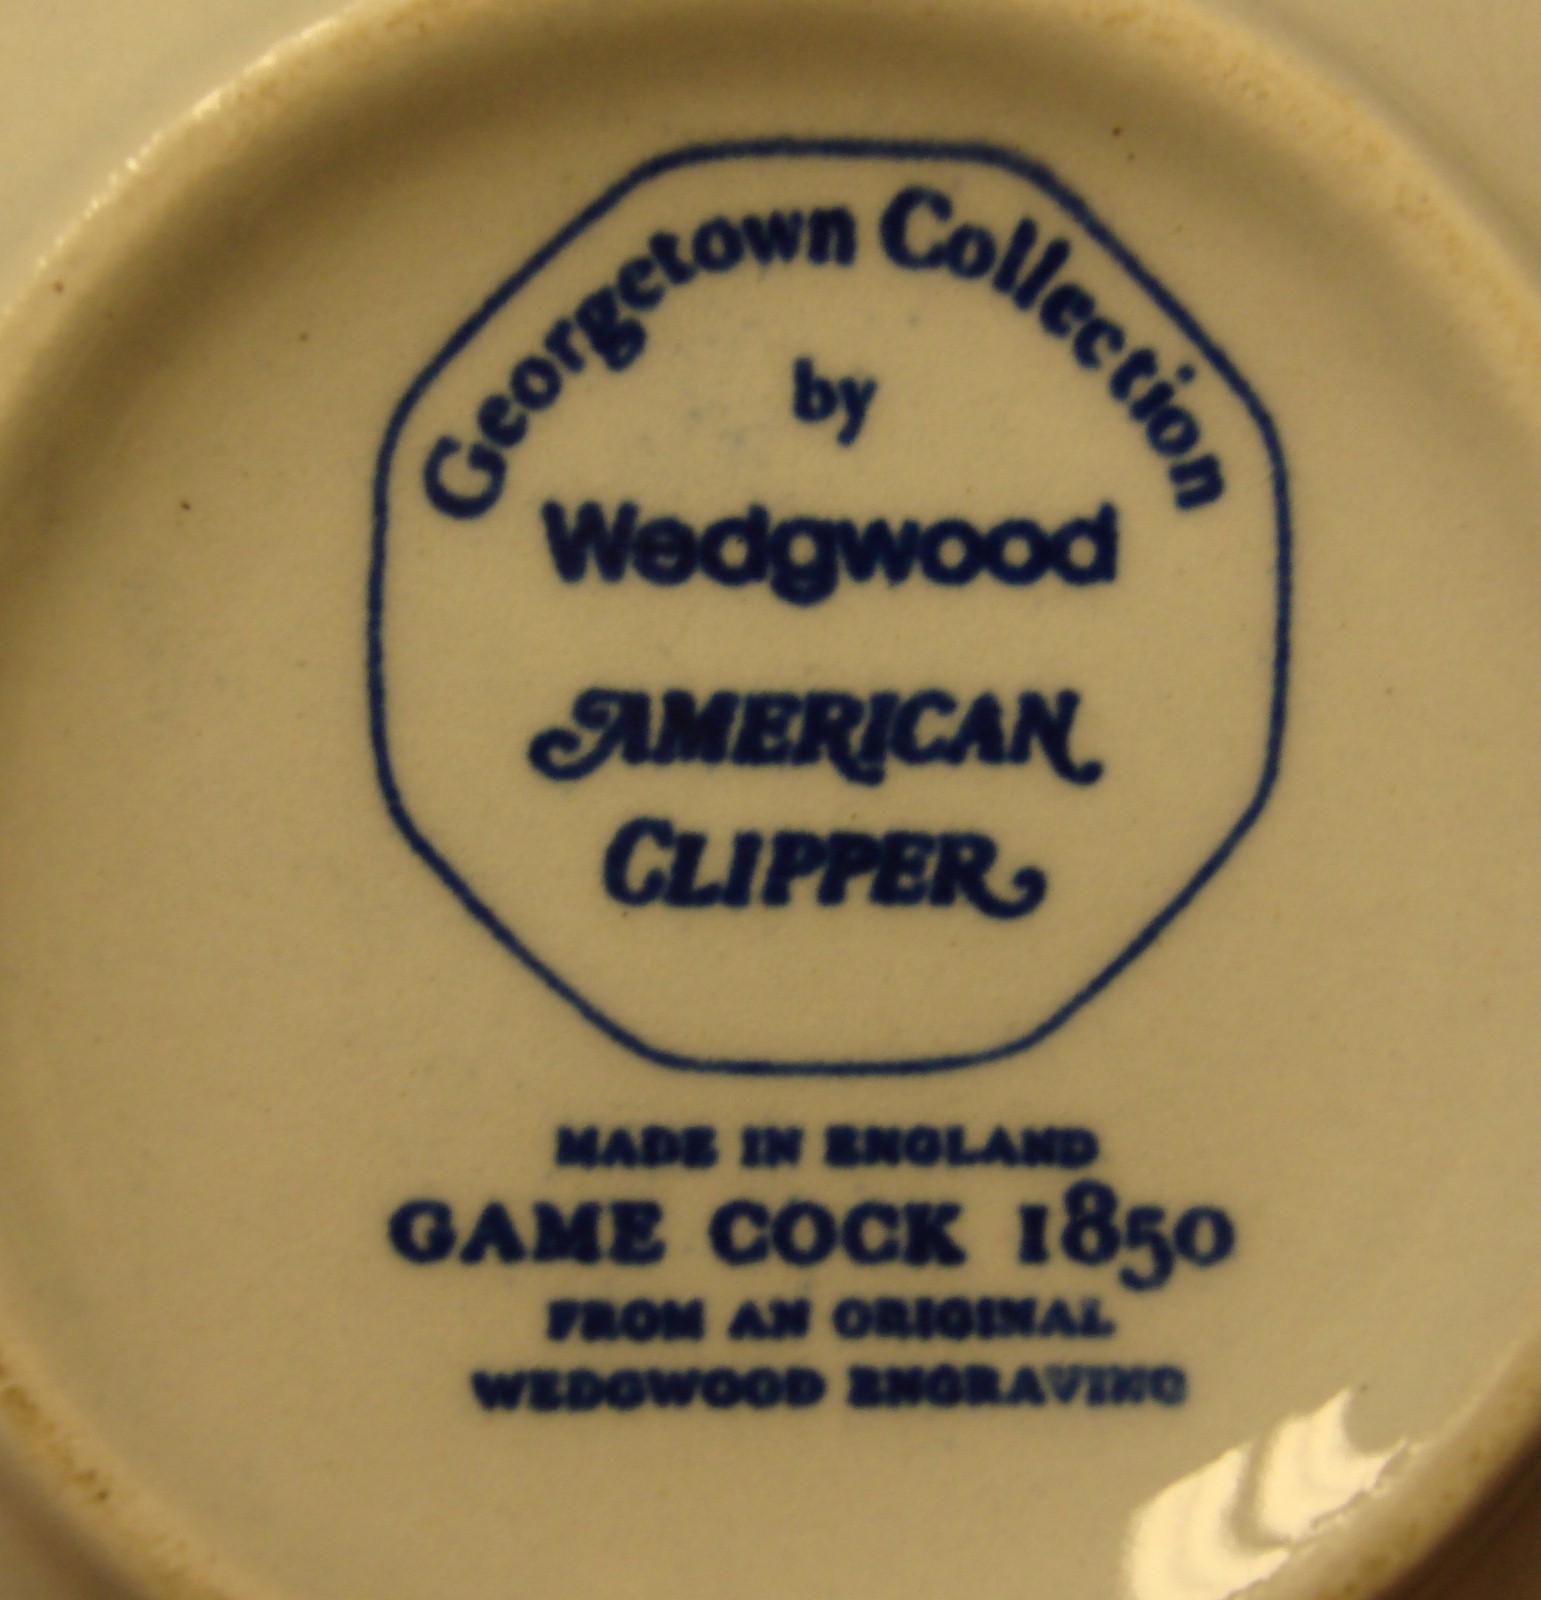 Georgetown Collection
by
Wedgwood
AMERICAN
CLIPPER
MADE IN ENGLAND
GAME COCK 1850
FROM AN ORIGINAL
WEDGWOOD ENGRAVING